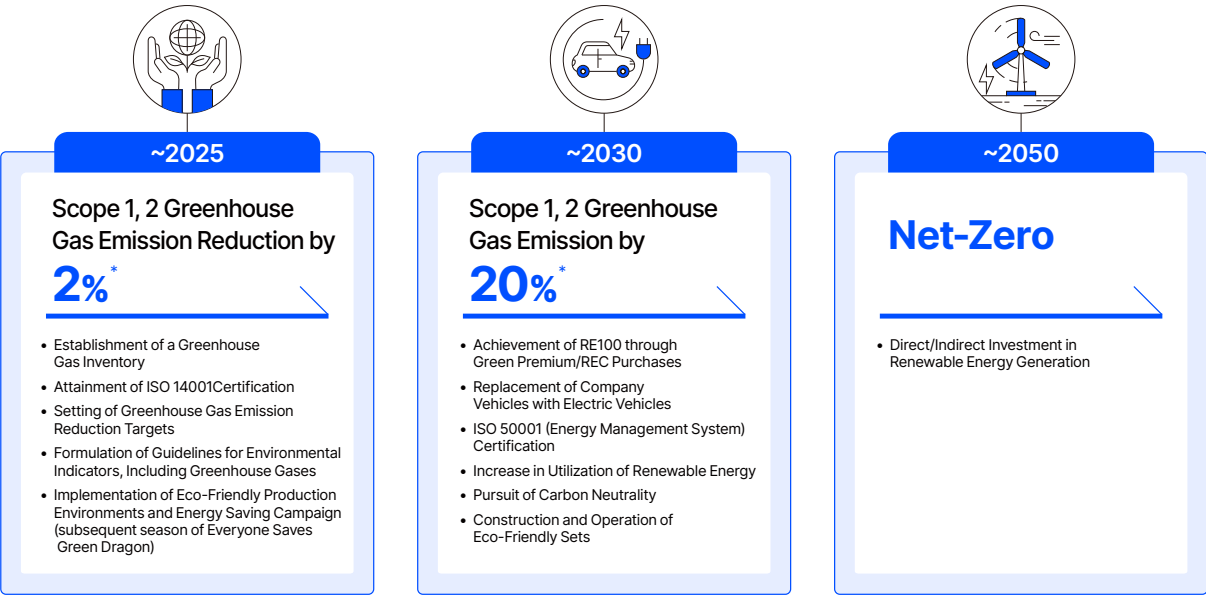 ~2025
Scope 1, 2 Greenhouse
Gas Emission Reduction by
2%*
• Establishment of a Greenhouse
Gas Inventory
• Attainment of ISO 14001Certification
• Setting of Greenhouse Gas Emission
Reduction Targets
• Formulation of Guidelines for Environmental
Indicators, Including Greenhouse Gases
• Implementation of Eco-Friendly Production
Environments and Energy Saving Campaign
(subsequent season of Everyone Saves
Green Dragon)
~2030
Scope 1, 2 Greenhouse
Gas Emission by
20%*
• Achievement of RE100 through
Green Premium/REC Purchases
• Replacement of Company
Vehicles with Electric Vehicles
• ISO 50001 (Energy Management System)
Certification
• Increase in Utilization of Renewable Energy
• Pursuit of Carbon Neutrality
• Construction and Operation of
Eco-Friendly Sets
~2050
Net-Zero
• Direct/Indirect Investment in
Renewable Energy Generation